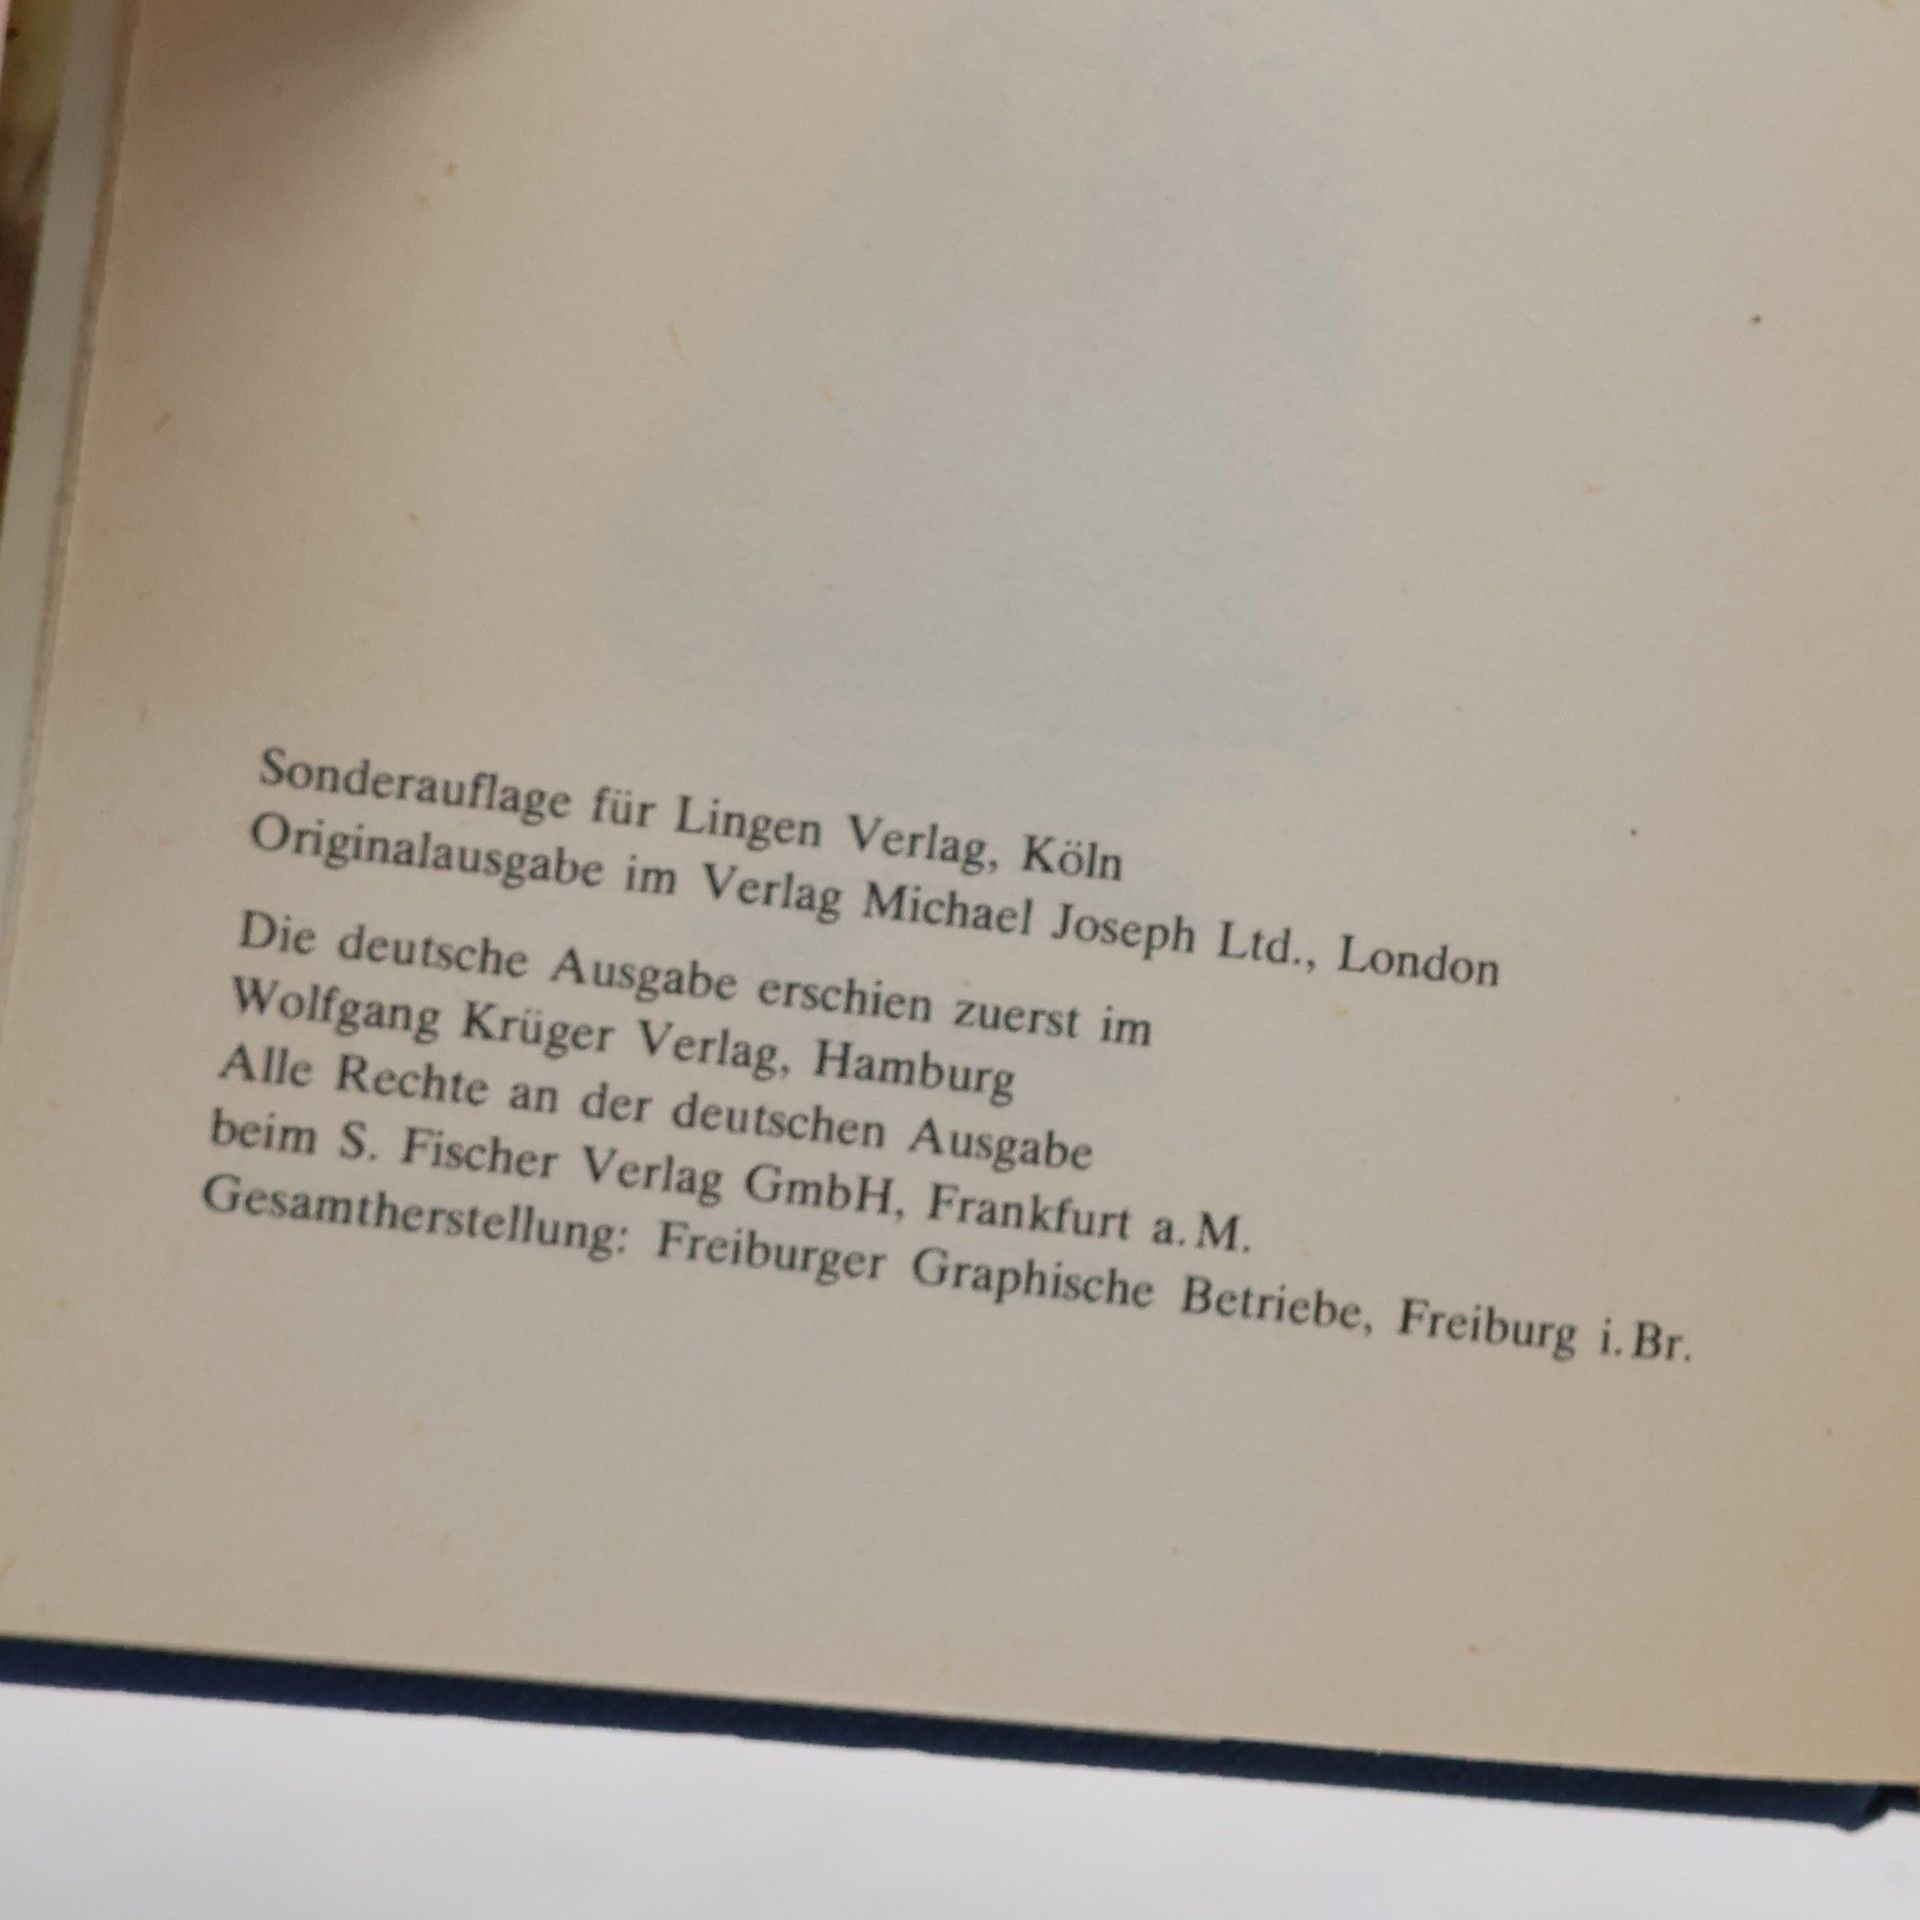 Sonderauflage für Lingen Verlag, Köln
Originalausgabe im Verlag Michael Joseph Ltd., London
Die deutsche Ausgabe erschien zuerst im
Wolfgang Krüger Verlag, Hamburg
Alle Rechte an der deutschen Ausgabe
beim S. Fischer Verlag GmbH, Frankfurt a. M.
Gesamtherstellung: Freiburger Graphische Betriebe, Freiburg i. Br.